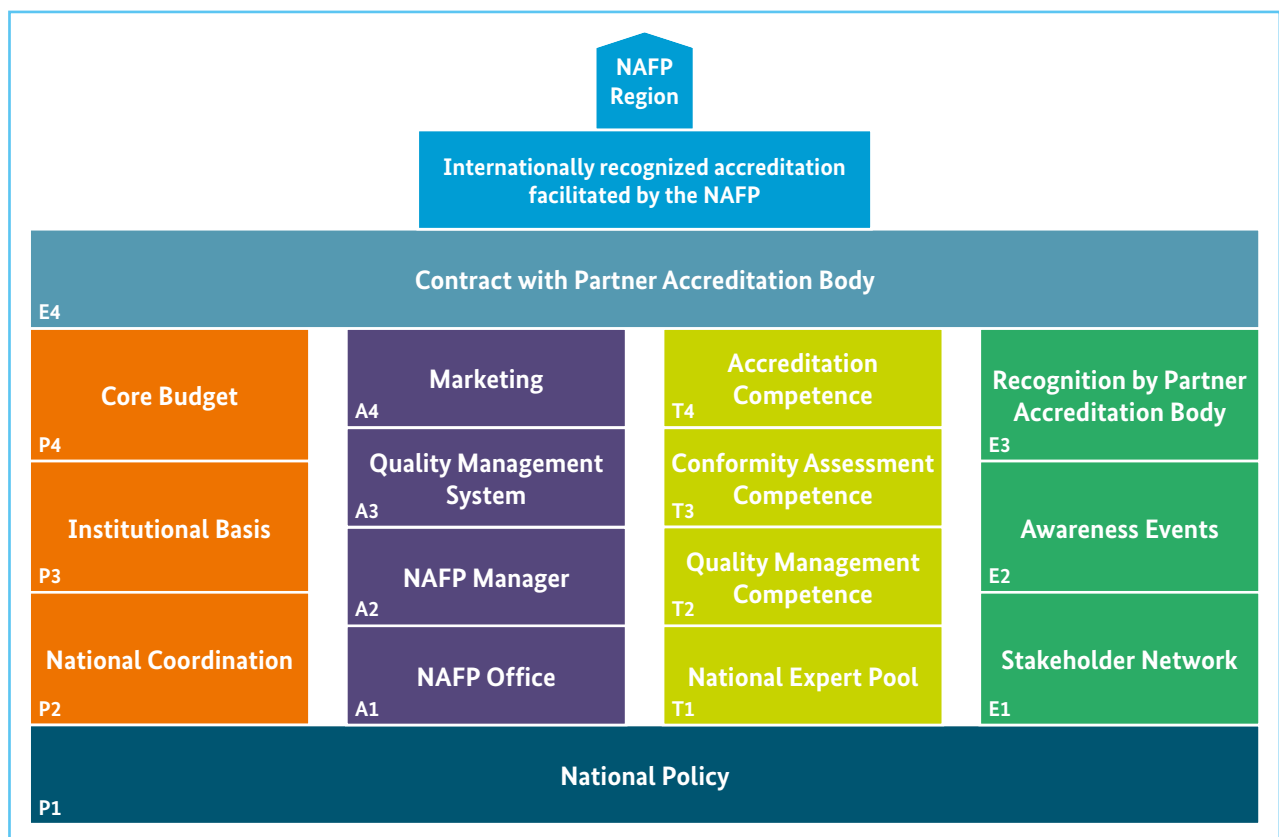 NAFP
Region
Internationally recognized accreditation
facilitated by the NAFP
Contract with Partner Accreditation Body
E4
Core Budget
P4
Institutional Basis
P3
National Coordination
P2
Marketing
A4
Quality Management
System
A3
NAFP Manager
A2
NAFP Office
A1
Accreditation
Competence
T4
Conformity Assessment
Competence
T3
Quality Management
Competence
T2
National Expert Pool
T1
Recognition by Partner
Accreditation Body
E3
Awareness Events
E2
Stakeholder Network
E1
National Policy
P1